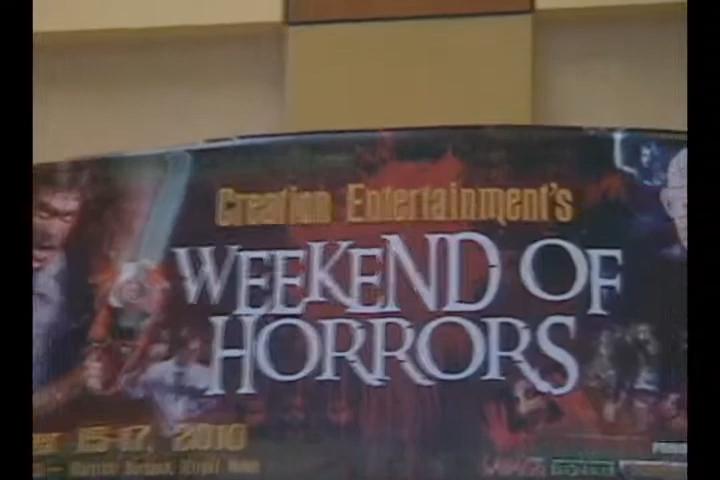 Creation Entertainment's
WEEKEND OF
HORRORS
15-17, 2010